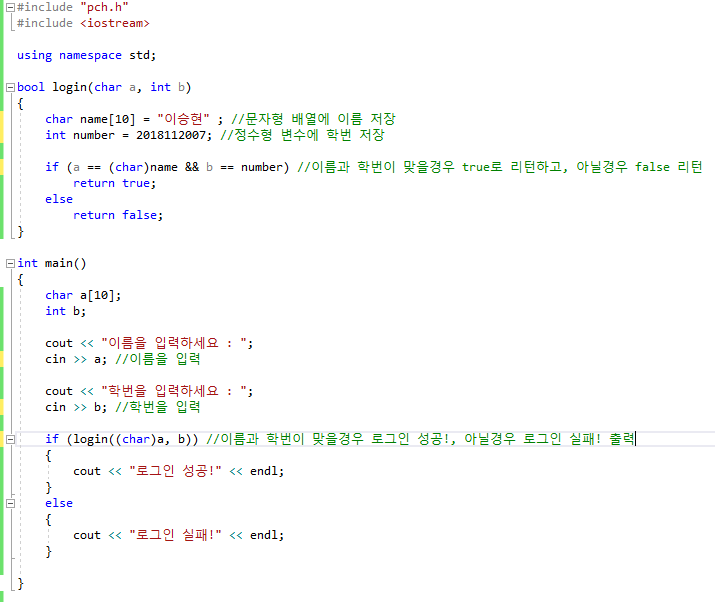 #include "pch.h"
#include <iostream>
using namespace std;
bool login(char a, int b)
{
char name[10] = "이승현" ; //문자형 배열에 이름 저장
int number = 2018112007; //정수형 변수에 학번 저장
if (a == (char)name && b == number) //이름과 학번이 맞을경우 true로 리턴하고, 아닐경우 false 리턴
return true;
else
return false;
}
int main()
{
char a[10];
int b;
cout << "이름을 입력하세요 : ";
cin >> a; //이름을 입력
cout << "학번을 입력하세요 : ";
cin >> b; //학번을 입력
if (login((char)a, b)) //이름과 학번이 맞을경우 로그인 성공!, 아닐경우 로그인 실패! 출력
{
cout << "로그인 성공!" << endl;
}
else
{
cout << "로그인 실패!" << endl;
}
}